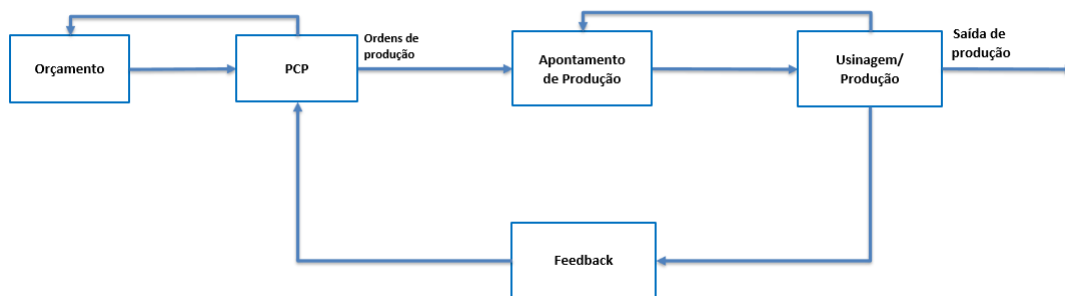 Orçamento
PCP
Ordens de
produção
Apontamento
de Produção
Usinagem/
Produção
Saída de
produção
Feedback